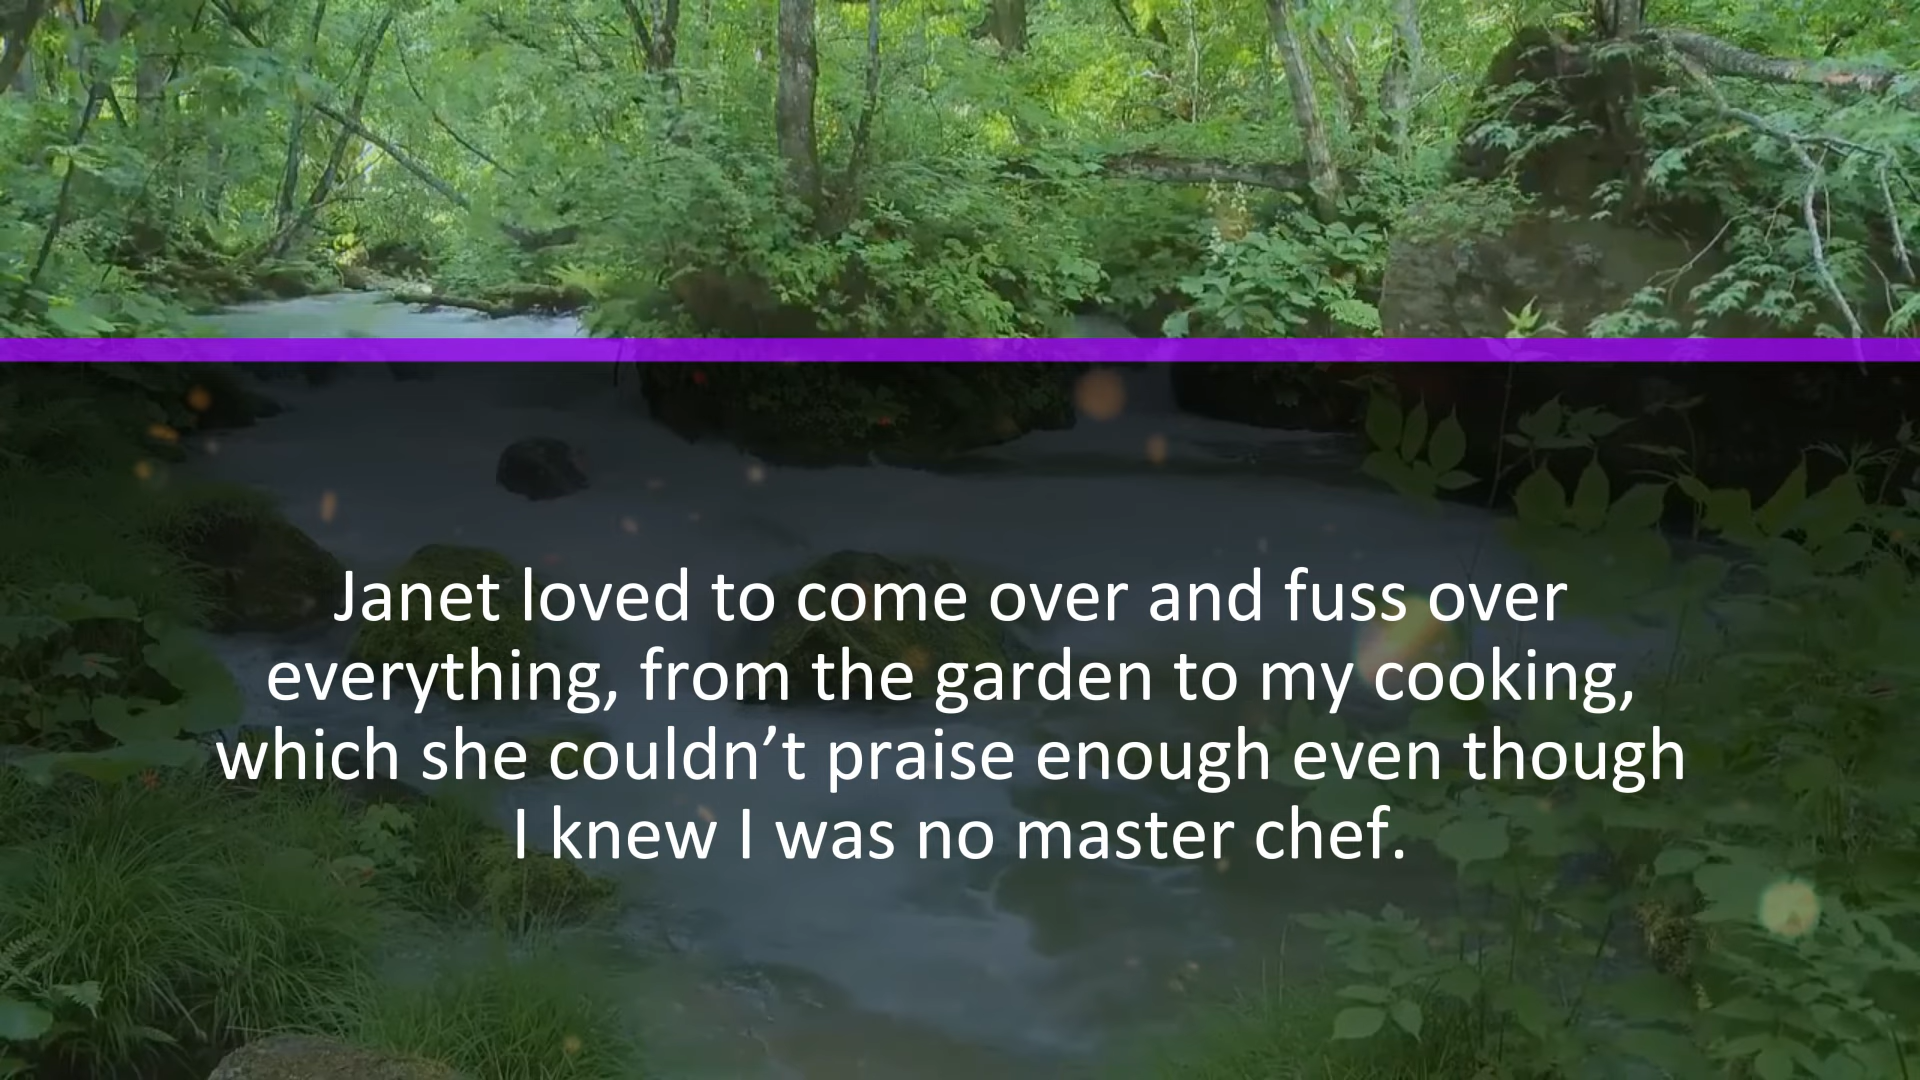 Janet loved to come over and fuss over
everything, from the garden to my cooking,
which she couldn’t praise enough even though
I knew I was no master chef.